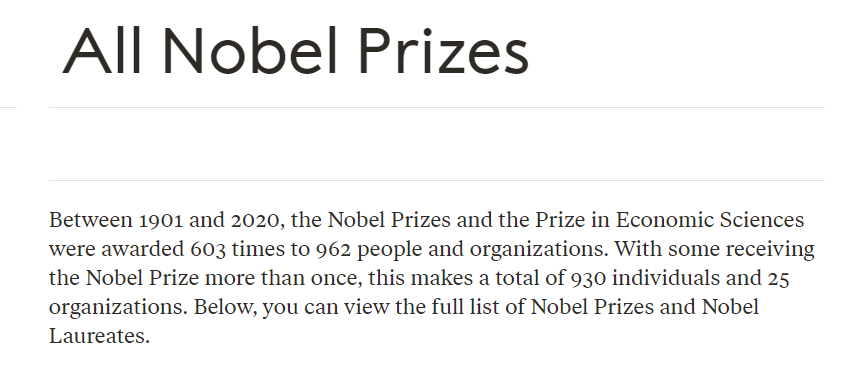 All Nobel Prizes
Between 1901 and 2020, the Nobel Prizes and the Prize in Economic Sciences
were awarded 603 times to 962 people and organizations. With some receiving
the Nobel Prize more than once, this makes a total of 930 individuals and 25
organizations. Below, you can view the full list of Nobel Prizes and Nobel
Laureates.